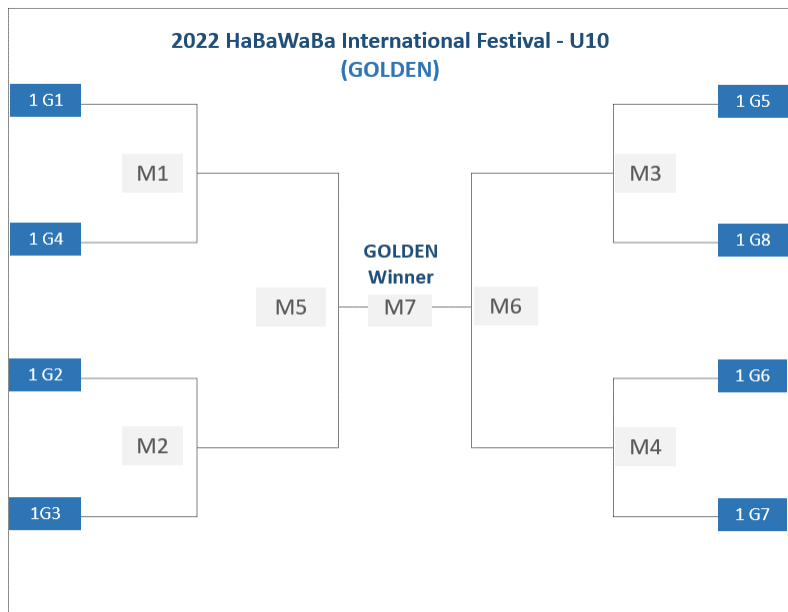 2022 HaBaWaBa International Festival - U10
(GOLDEN)
1 G1
1 G5
M1
M3
1 G4
1 G8
GOLDEN
Winner
M5
M7
M6
1 G2
1 G6
M2
M4
1G3
1 G7